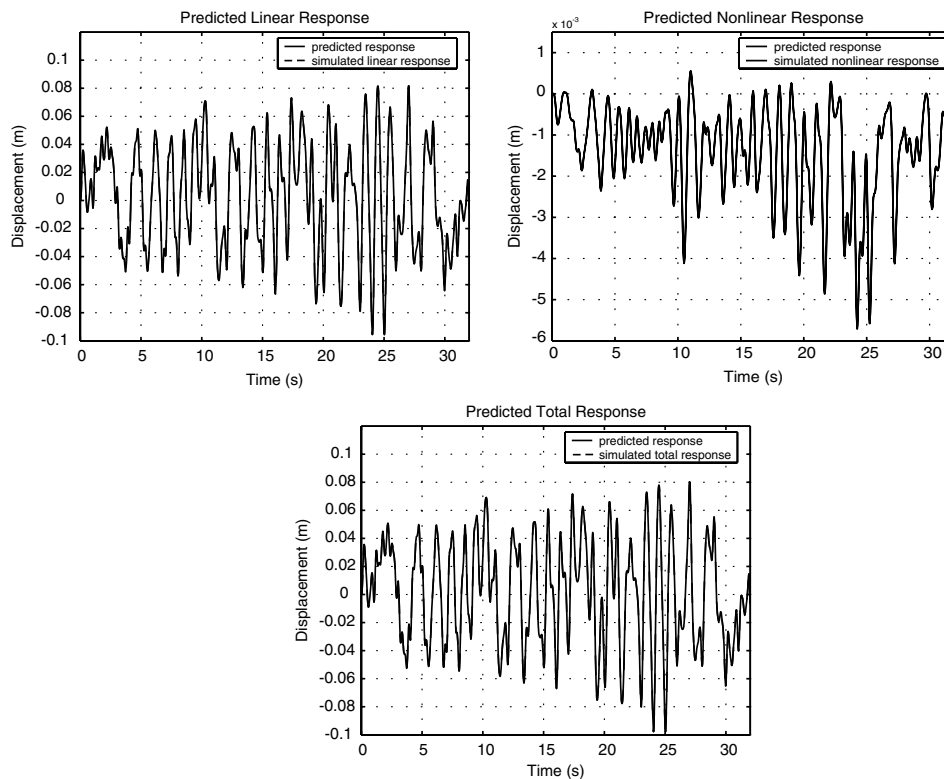 Predicted Linear Response
predicted response
simulated linear response
0.1
0.08
0.06
0.04
0.02
0
-0.02
-0.04
-0.06
-0.08
-0.1
Displacement (m)
0 5 10 15 20 25 30
Time (s)
Predicted Nonlinear Response
x 10-3
predicted response
simulated nonlinear response
1
0
-1
-2
-3
-4
-5
-6
Displacement (m)
0 5 10 15 20 25 30
Time (s)
Predicted Total Response
predicted response
simulated total response
0.1
0.08
0.06
0.04
0.02
0
-0.02
-0.04
-0.06
-0.08
-0.1
Displacement (m)
0 5 10 15 20 25 30
Time (s)